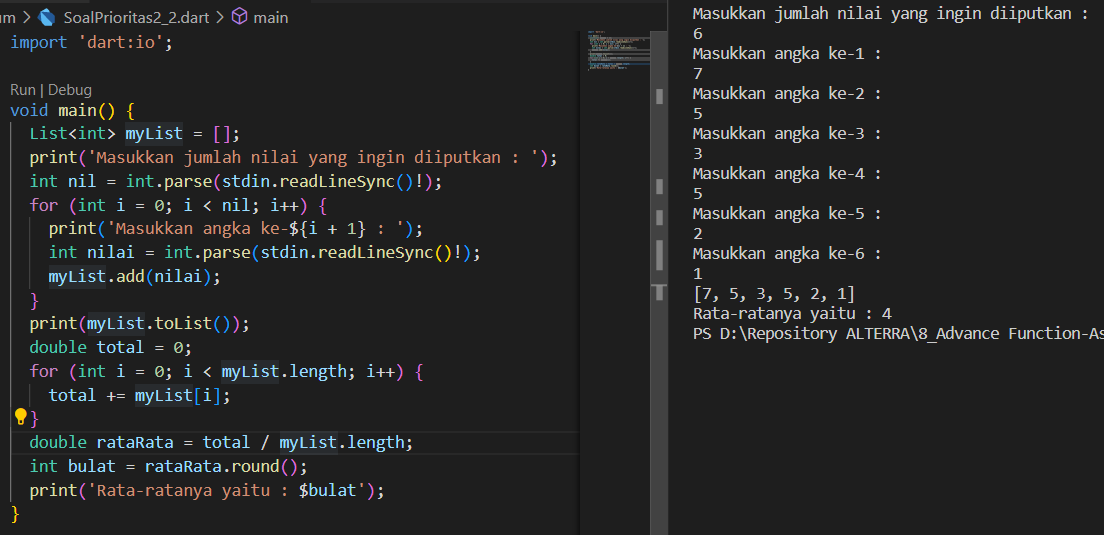 um > SoalPrioritas2_2.dart > main
import 'dart:io';
Run | Debug
void main() {
List<int> myList = [];
print('Masukkan jumlah nilai yang ingin diiputkan : ');
int nil = int.parse(stdin.readLineSync()!);
for (int i = 0; i < nil; i++) {
print('Masukkan angka ke-${i + 1} : ');
int nilai = int.parse(stdin.readLineSync()!);
myList.add(nilai);
}
print(myList.toList());
double total = 0;
for (int i = 0; i < myList.length; i++) {
total += myList[i];
}
double rataRata = total / myList.length;
int bulat = rataRata.round();
print('Rata-ratanya yaitu : $bulat');
}
Masukkan jumlah nilai yang ingin diiputkan :
6
Masukkan angka ke-1 :
7
Masukkan angka ke-2 :
5
Masukkan angka ke-3 :
3
Masukkan angka ke-4 :
5
Masukkan angka ke-5 :
2
Masukkan angka ke-6 :
1
[7, 5, 3, 5, 2, 1]
Rata-ratanya yaitu : 4
PS D:\Repository ALTERRA\8_Advance Function-As